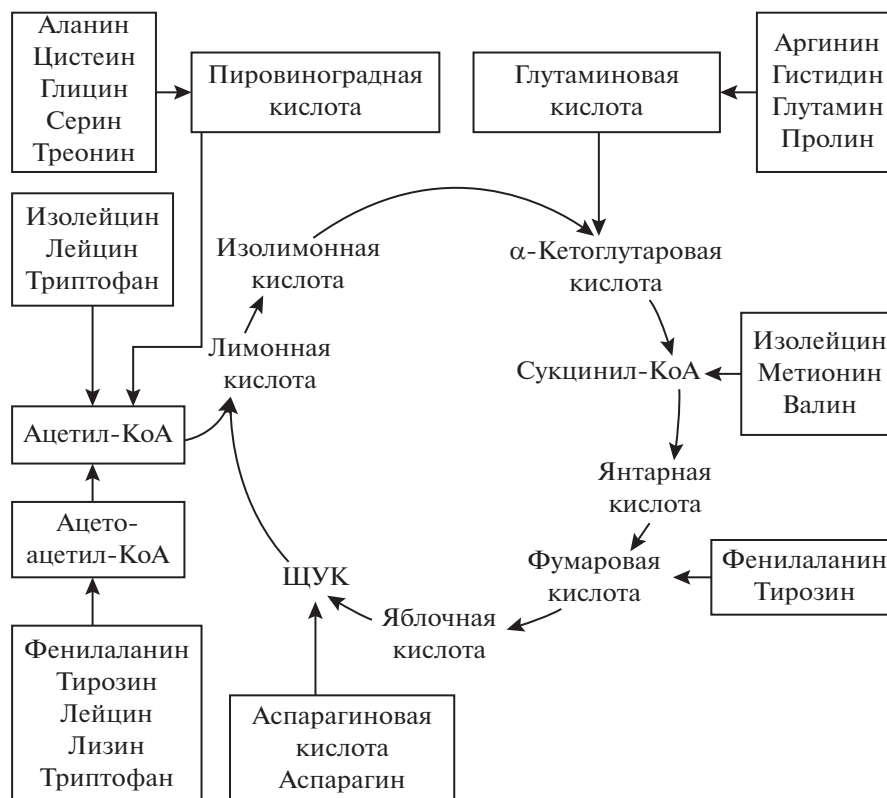 Аланин
Цистеин
Глицин
Серин
Треонин
Пировиноградная
кислота
Глутаминовая
кислота
Аргинин
Гистидин
Глутамин
Пролин
Изолейцин
Лейцин
Триптофан
Изолимонная
кислота
α-Кетоглутаровая
кислота
Лимонная
кислота
Сукцинил-КоА
Изолейцин
Метионин
Валин
Ацетил-КоА
Янтарная
кислота
Ацето-
ацетил-КоА
Фумаровая
кислота
Фенилаланин
Тирозин
ЩУК
Яблочная
кислота
Фенилаланин
Тирозин
Лейцин
Лизин
Триптофан
Аспарагиновая
кислота
Аспарагин